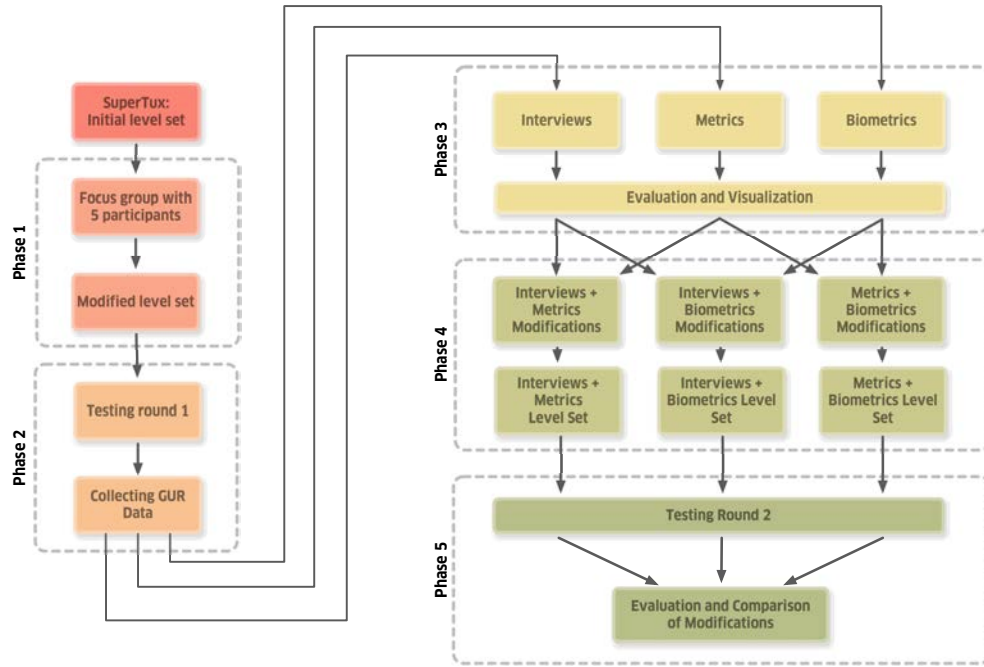 SuperTux:
Initial level set
Phase 1
Focus group with
5 participants
Modified level set
Phase 2
Testing round 1
Collecting GUR
Data
Phase 3
Interviews
Metrics
Biometrics
Evaluation and Visualization
Phase 4
Interviews +
Metrics
Modifications
Interviews +
Biometrics
Modifications
Metrics +
Biometrics
Modifications
Interviews +
Metrics
Level Set
Interviews +
Biometrics Level
Set
Metrics +
Biometrics Level
Set
Phase 5
Testing Round 2
Evaluation and Comparison
of Modifications